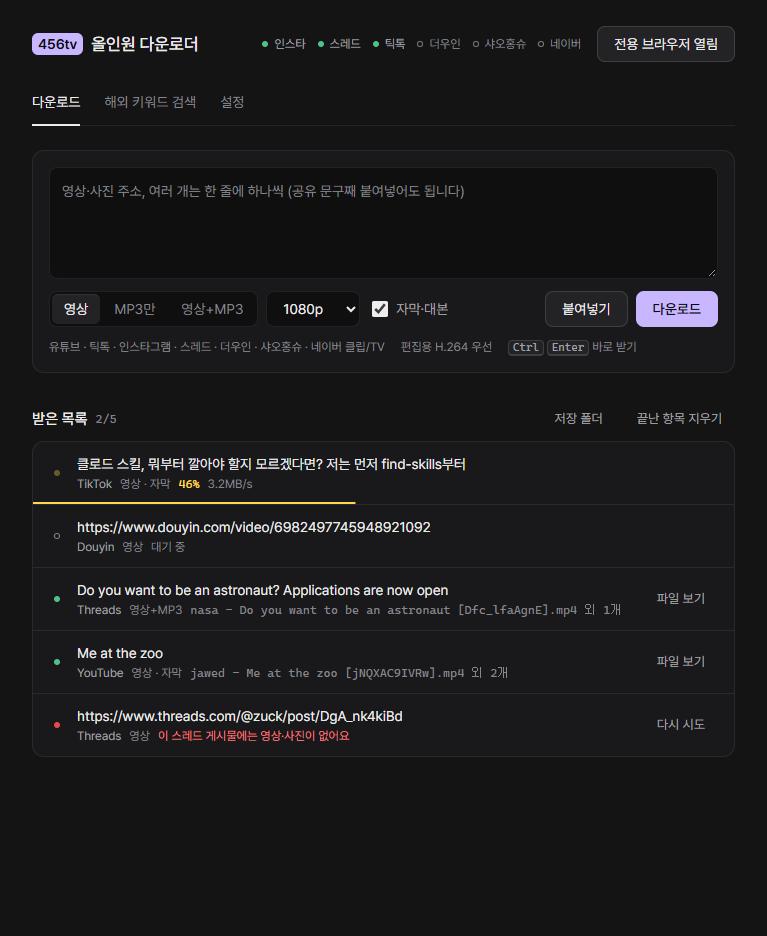 456tv 올인원 다운로더 인스타 스레드 틱톡 더우인 샤오홍슈 네이버 전용 브라우저 열림
다운로드 해외 키워드 검색 설정
영상·사진 주소, 여러 개는 한 줄에 하나씩 (공유 문구째 붙여넣어도 됩니다)
영상 MP3만 영상+MP3 1080p 자막·대본 붙여넣기 다운로드
유튜브 · 틱톡 · 인스타그램 · 스레드 · 더우인 · 샤오홍슈 · 네이버 클립/TV 편집용 H.264 우선 Ctrl Enter 바로 받기
받은 목록 2/5 저장 폴더 끝난 항목 지우기
클로드 스킬, 뭐부터 깔아야 할지 모르겠다면? 저는 먼저 find-skills부터
TikTok 영상 · 자막 46% 3.2MB/s
https://www.douyin.com/video/6982497745948921092
Douyin 영상 대기 중
Do you want to be an astronaut? Applications are now open
Threads 영상+MP3 nasa - Do you want to be an astronaut [Dfc_lfaAgnE].mp4 외 1개 파일 보기
Me at the zoo
YouTube 영상 · 자막 jawed - Me at the zoo [jNQXAC9IVRw].mp4 외 2개 파일 보기
https://www.threads.com/@zuck/post/DgA_nk4kiBd
Threads 영상 이 스레드 게시물에는 영상·사진이 없어요 다시 시도